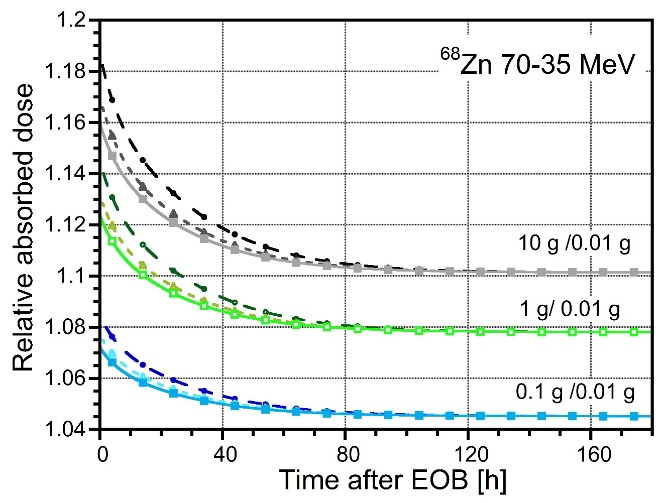 1.2
1.18
1.16
1.14
1.12
1.1
1.08
1.06
1.04
Relative absorbed dose
⁶⁸Zn 70-35 MeV
10 g /0.01 g
1 g/ 0.01 g
0.1 g /0.01 g
0 40 80 120 160
Time after EOB [h]